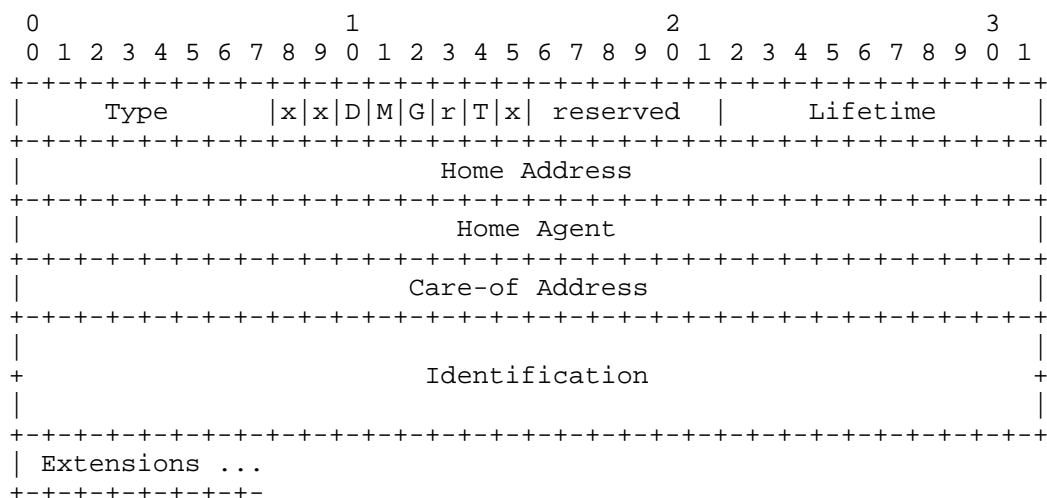 0                   1                   2                   3
 0 1 2 3 4 5 6 7 8 9 0 1 2 3 4 5 6 7 8 9 0 1 2 3 4 5 6 7 8 9 0 1
+-+-+-+-+-+-+-+-+-+-+-+-+-+-+-+-+-+-+-+-+-+-+-+-+-+-+-+-+-+-+-+-+
|     Type      |x|x|D|M|G|r|T|x| reserved  |     Lifetime      |
+-+-+-+-+-+-+-+-+-+-+-+-+-+-+-+-+-+-+-+-+-+-+-+-+-+-+-+-+-+-+-+-+
|                          Home Address                         |
+-+-+-+-+-+-+-+-+-+-+-+-+-+-+-+-+-+-+-+-+-+-+-+-+-+-+-+-+-+-+-+-+
|                           Home Agent                          |
+-+-+-+-+-+-+-+-+-+-+-+-+-+-+-+-+-+-+-+-+-+-+-+-+-+-+-+-+-+-+-+-+
|                        Care-of Address                        |
+-+-+-+-+-+-+-+-+-+-+-+-+-+-+-+-+-+-+-+-+-+-+-+-+-+-+-+-+-+-+-+-+
|                                                               |
+                         Identification                        +
|                                                               |
+-+-+-+-+-+-+-+-+-+-+-+-+-+-+-+-+-+-+-+-+-+-+-+-+-+-+-+-+-+-+-+-+
| Extensions ...
+-+-+-+-+-+-+-+-